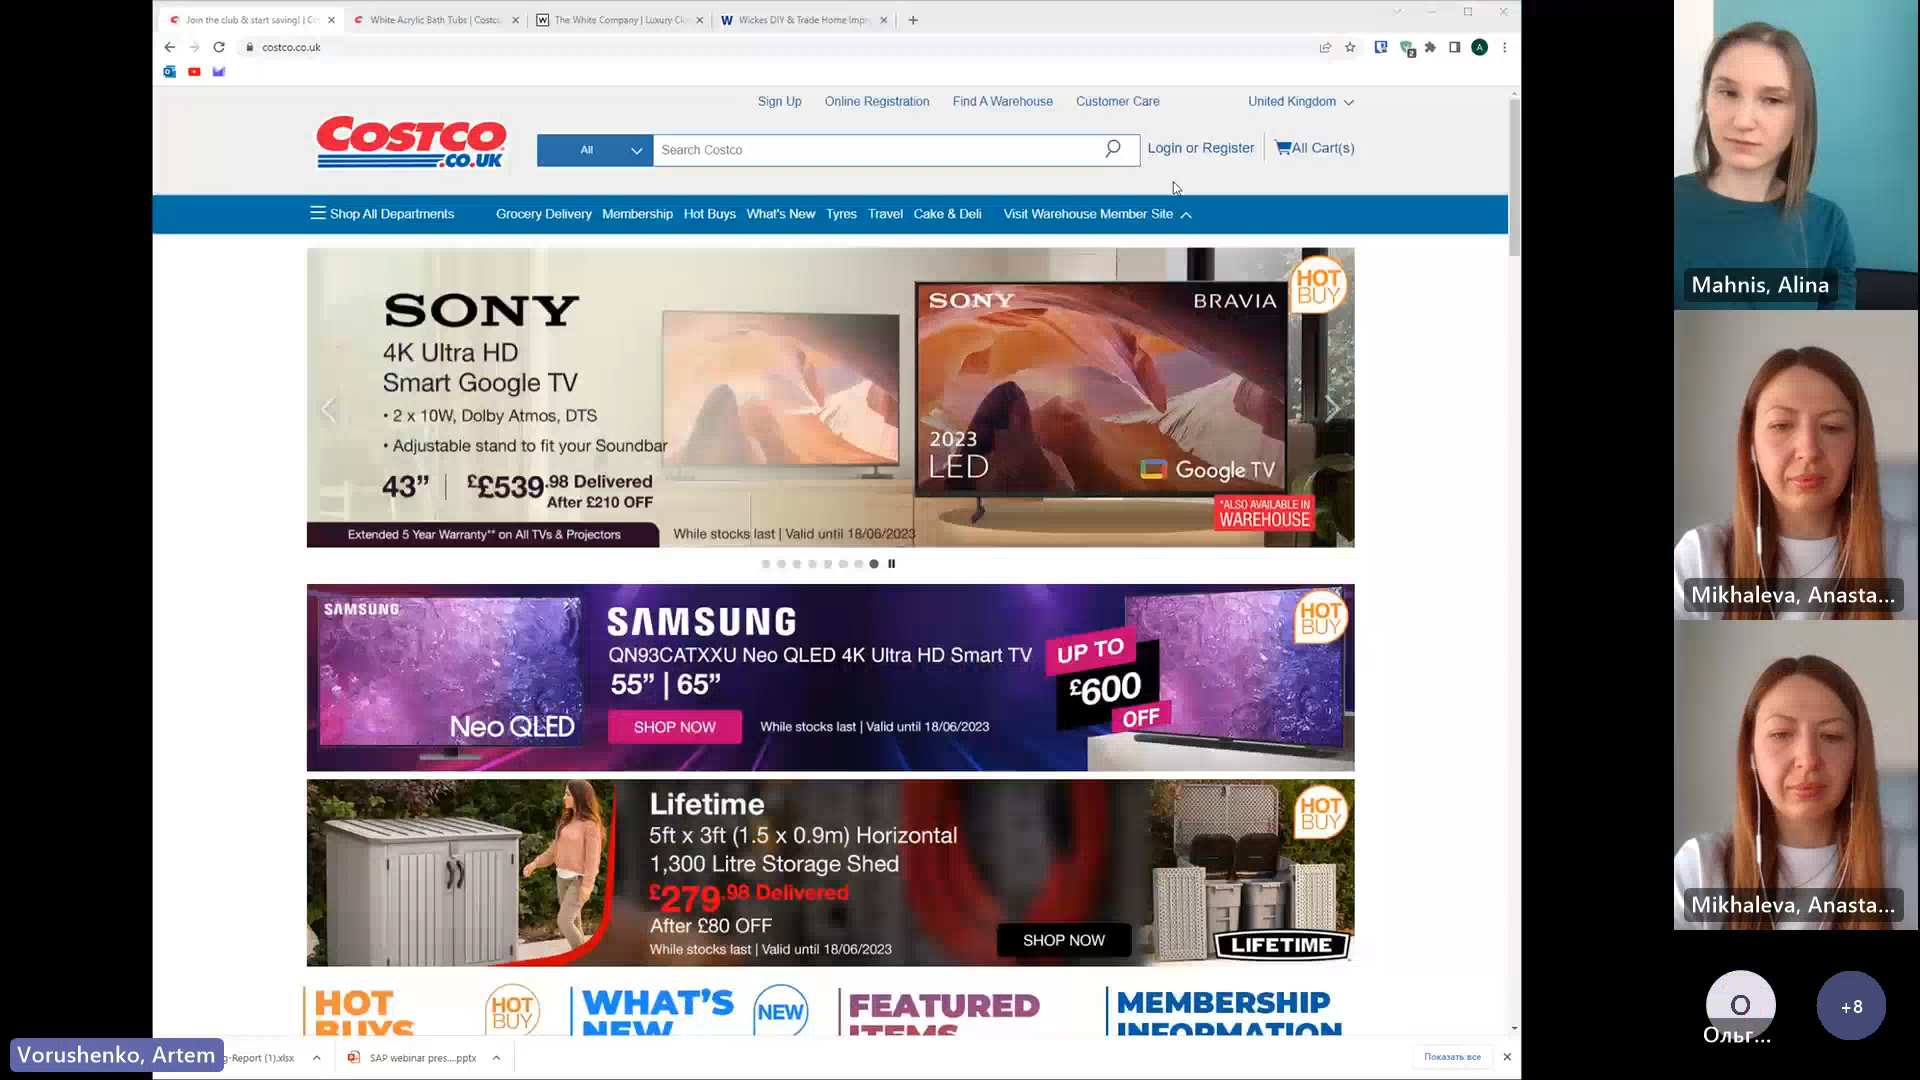 Join the club & start saving! | Co
White Acrylic Bath Tubs | Costco
The White Company | Luxury Clo
Wickes DIY & Trade Home Impr
costco.co.uk
A
2
Sign Up
Online Registration
Find A Warehouse
Customer Care
United Kingdom
COSTCO
.CO.UK
All
Search Costco
Login or Register
All Cart(s)
Shop All Departments
Grocery Delivery
Membership
Hot Buys
What's New
Tyres
Travel
Cake & Deli
Visit Warehouse Member Site
SONY
4K Ultra HD
Smart Google TV
• 2 x 10W, Dolby Atmos, DTS
• Adjustable stand to fit your Soundbar
43” | ££539.98 Delivered
After £210 OFF
Extended 5 Year Warranty** on All TVs & Projectors
While stocks last | Valid until 18/06/2023
SONY
BRAVIA
2023
LED
Google TV
HOT
BUY
*ALSO AVAILABLE IN
WAREHOUSE
SAMSUNG
Neo QLED
SAMSUNG
QN93CATXXU Neo QLED 4K Ultra HD Smart TV
55” | 65”
SHOP NOW
While stocks last | Valid until 18/06/2023
UP TO
£600
OFF
HOT
BUY
Lifetime
5ft x 3ft (1.5 x 0.9m) Horizontal
1,300 Litre Storage Shed
£279.98 Delivered
After £80 OFF
While stocks last | Valid until 18/06/2023
SHOP NOW
HOT
BUY
LIFETIME
HOT
BUYS
HOT
BUY
WHAT'S
NEW
NEW
FEATURED
ITEMS
MEMBERSHIP
INFORMATION
Vorushenko, Artem
g-Report (1).xlsx
SAP webinar pres....pptx
Показать все
Mahnis, Alina
Mikhaleva, Anasta...
Mikhaleva, Anasta...
O
Ольг...
+8